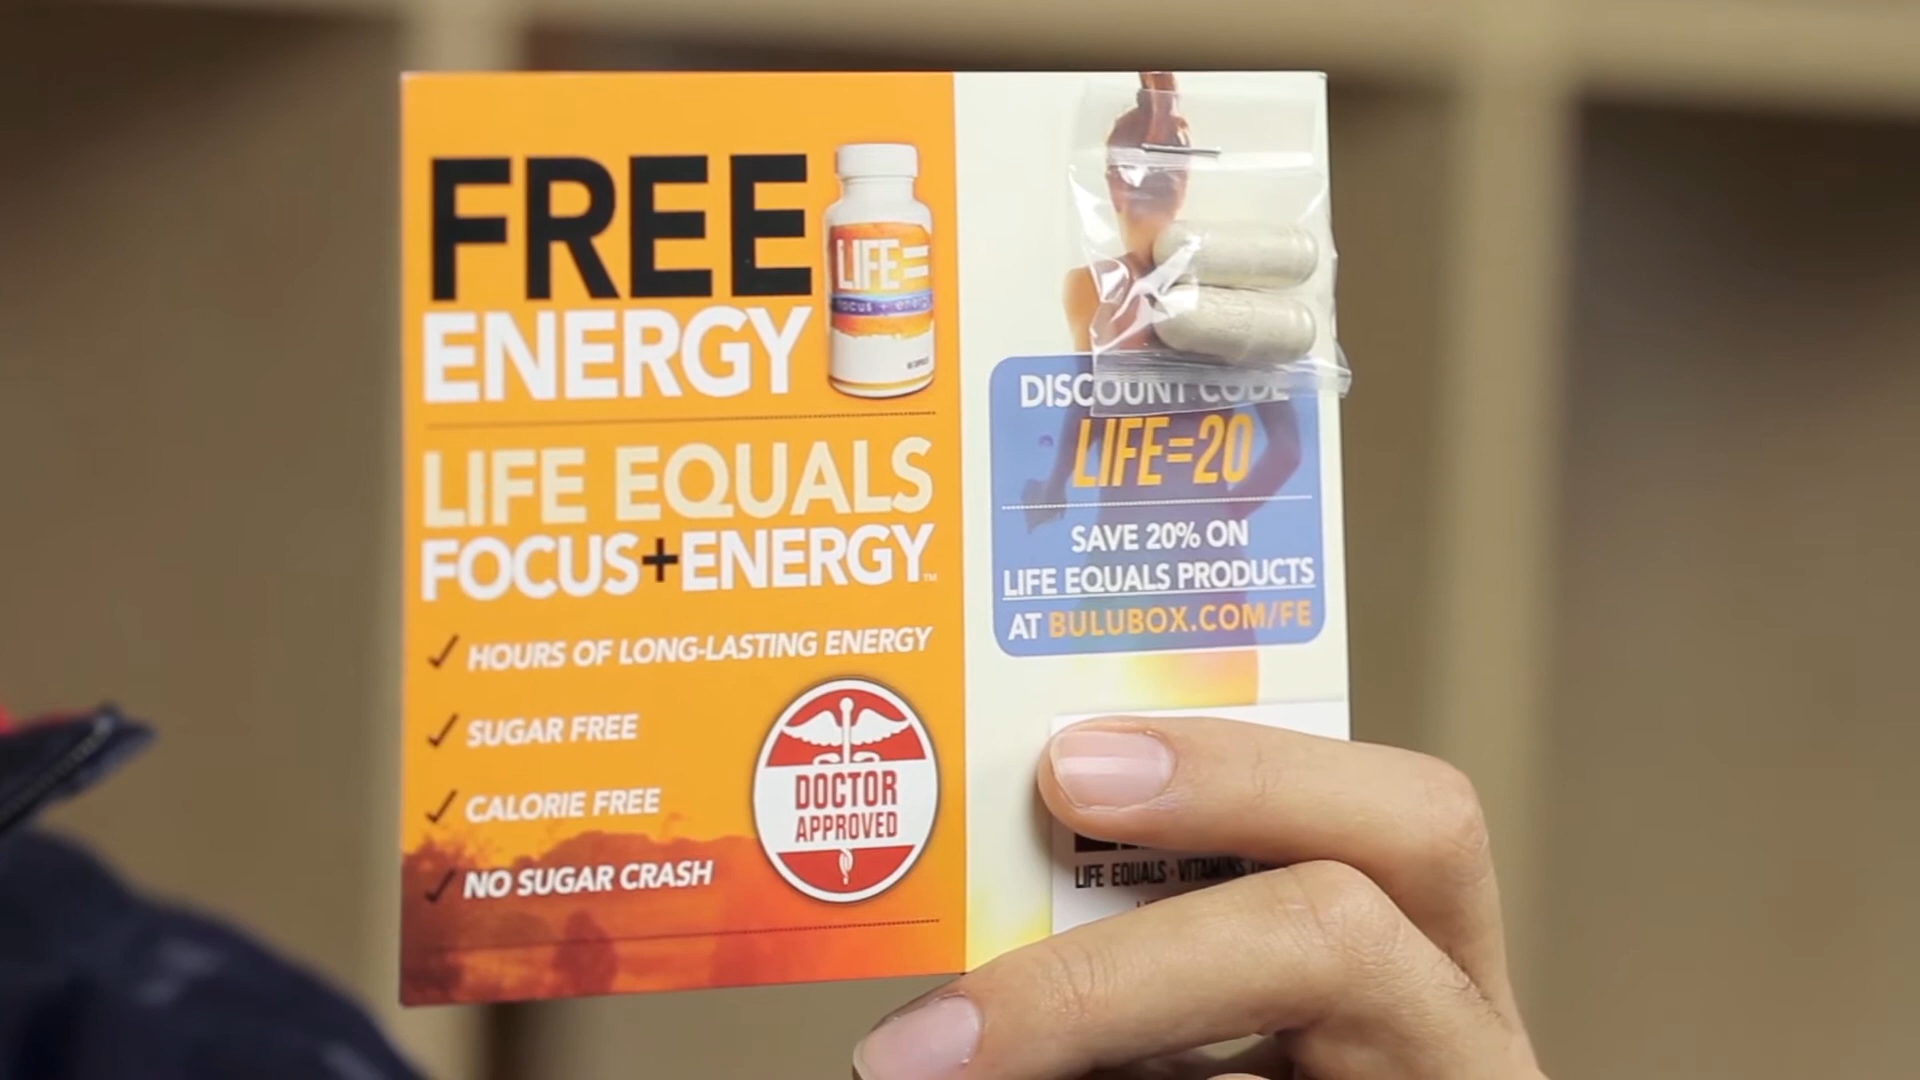 FREE
ENERGY
LIFE=
focus + energy
LIFE EQUALS
FOCUS+ENERGY™
✓ HOURS OF LONG-LASTING ENERGY
✓ SUGAR FREE
✓ CALORIE FREE
✓ NO SUGAR CRASH
DOCTOR
APPROVED
DISCOUNT CODE
LIFE=20
SAVE 20% ON
LIFE EQUALS PRODUCTS
AT BULUBOX.COM/FE
LIFE EQUALS · VITAMINS